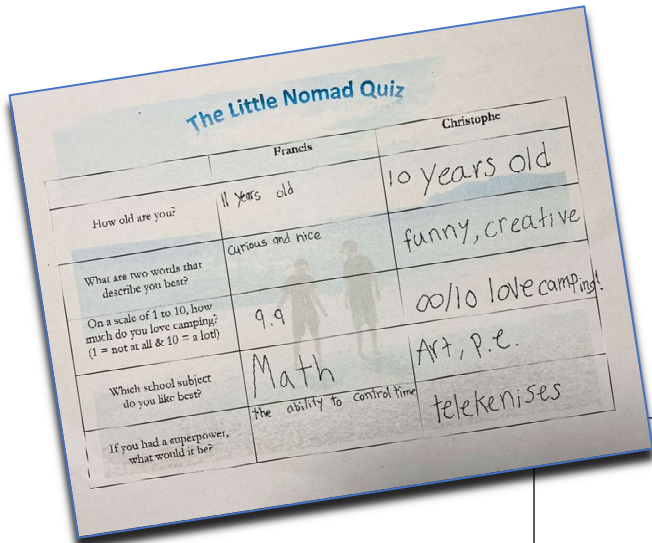 The Little Nomad Quiz
Francis
Christophe
How old are you?
11 years old
10 years old
What are two words that
describe you best?
curious and nice
funny, creative
On a scale of 1 to 10, how
much do you love camping?
(1 = not at all & 10 = a lot!)
9.9
∞/10 love camping!
Which school subject
do you like best?
Math
Art, p.e.
If you had a superpower,
what would it be?
the ability to control time
telekenises